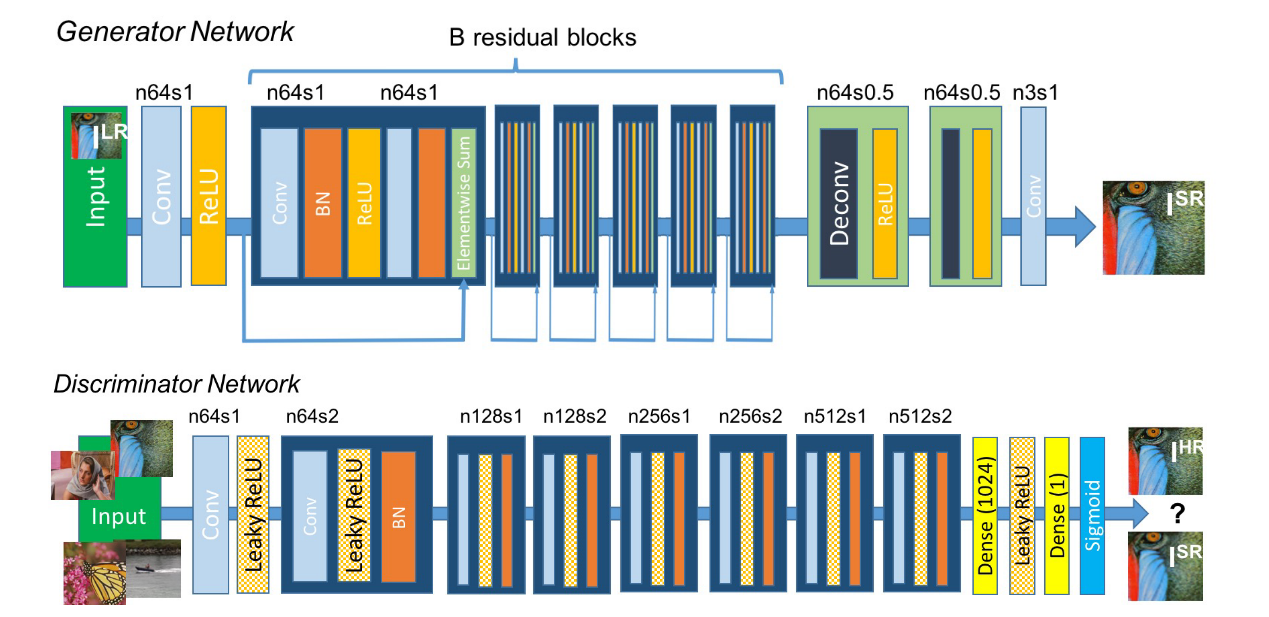 Generator Network
B residual blocks
n64s1
n64s1
n64s1
n64s0.5
n64s0.5
n3s1
I^LR
Input
Conv
ReLU
Conv
BN
ReLU
Elementwise Sum
Deconv
ReLU
Conv
I^SR
Discriminator Network
n64s1
n64s2
n128s1
n128s2
n256s1
n256s2
n512s1
n512s2
Input
Conv
Leaky ReLU
Conv
Leaky ReLU
BN
Dense (1024)
Leaky ReLU
Dense (1)
Sigmoid
I^HR
?
I^SR